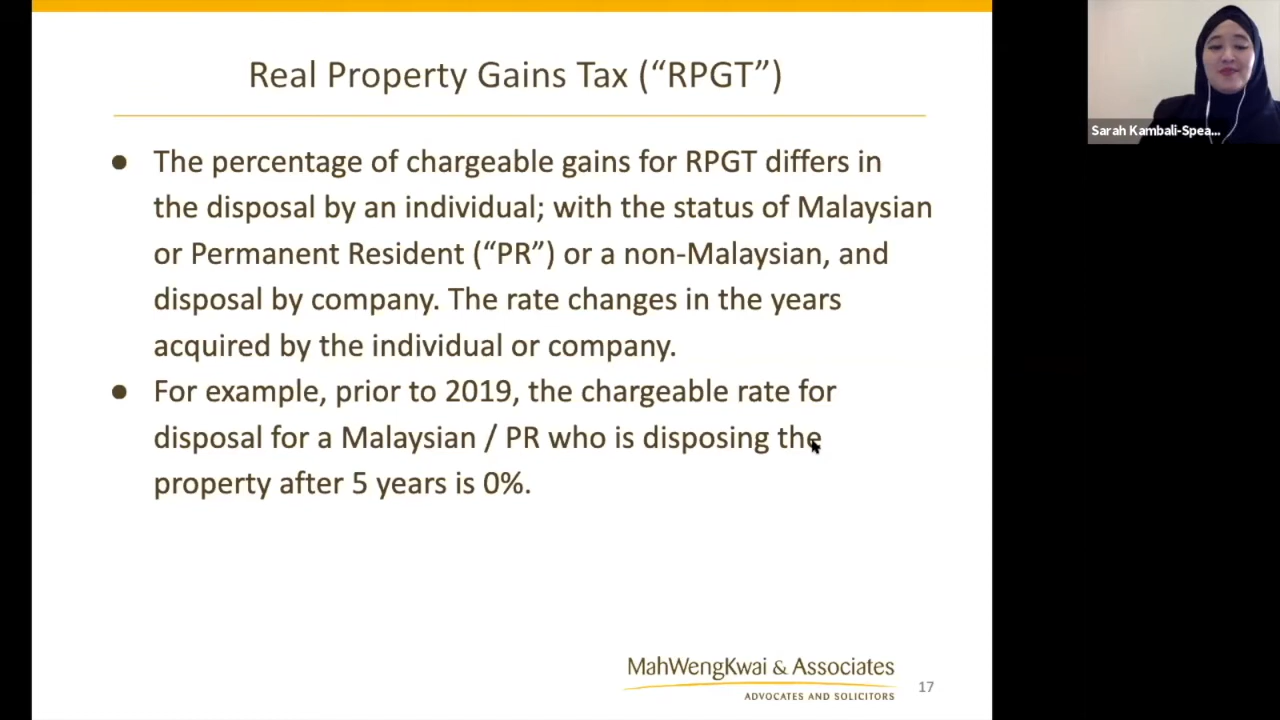 Real Property Gains Tax (“RPGT”)
● The percentage of chargeable gains for RPGT differs in
the disposal by an individual; with the status of Malaysian
or Permanent Resident (“PR”) or a non-Malaysian, and
disposal by company. The rate changes in the years
acquired by the individual or company.
● For example, prior to 2019, the chargeable rate for
disposal for a Malaysian / PR who is disposing the
property after 5 years is 0%.
MahWengKwai & Associates
ADVOCATES AND SOLICITORS
17
Sarah Kambali-Spea...